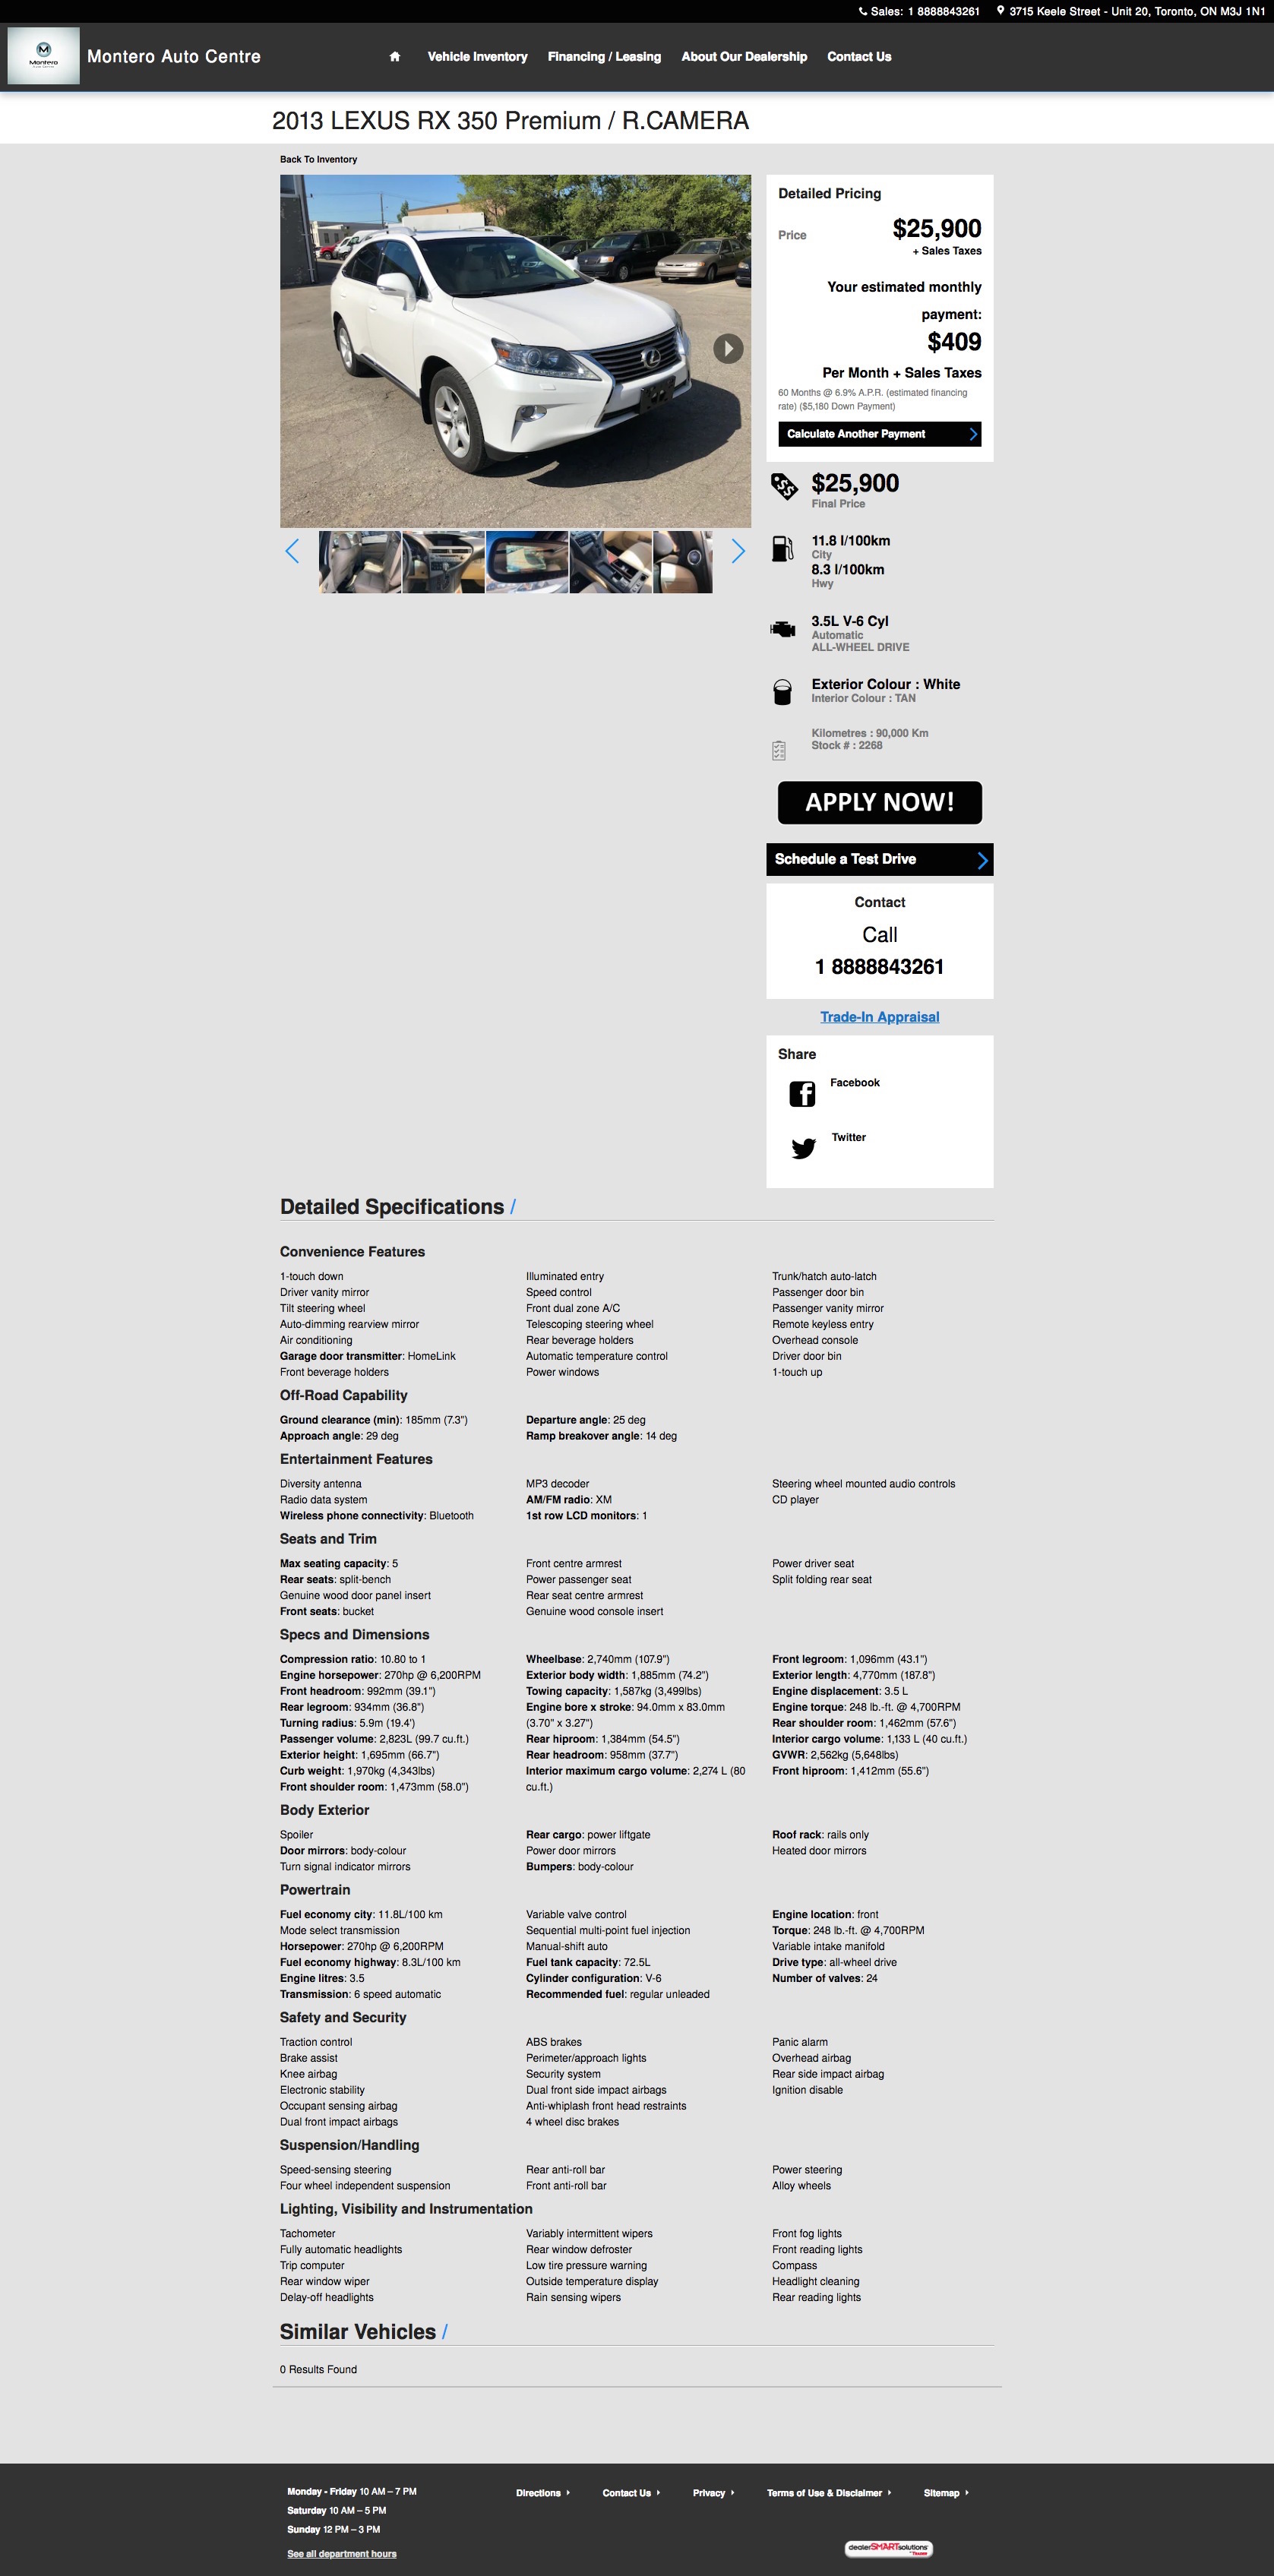 Sales: 1 8888843261 3715 Keele Street - Unit 20, Toronto, ON M3J 1N1
Montero
Montero Auto Centre
Vehicle Inventory Financing / Leasing About Our Dealership Contact Us
2013 LEXUS RX 350 Premium / R.CAMERA
Back To Inventory
Detailed Pricing
Price $25,900
+ Sales Taxes
Your estimated monthly
payment:
$409
Per Month + Sales Taxes
60 Months @ 6.9% A.P.R. (estimated financing
rate) ($5,180 Down Payment)
Calculate Another Payment
$25,900
Final Price
11.8 l/100km
City
8.3 l/100km
Hwy
3.5L V-6 Cyl
Automatic
ALL-WHEEL DRIVE
Exterior Colour : White
Interior Colour : TAN
Kilometres : 90,000 Km
Stock # : 2268
APPLY NOW!
Schedule a Test Drive
Contact
Call
1 8888843261
Trade-In Appraisal
Share
Facebook
Twitter
Detailed Specifications /
Convenience Features
1-touch down Illuminated entry Trunk/hatch auto-latch
Driver vanity mirror Speed control Passenger door bin
Tilt steering wheel Front dual zone A/C Passenger vanity mirror
Auto-dimming rearview mirror Telescoping steering wheel Remote keyless entry
Air conditioning Rear beverage holders Overhead console
Garage door transmitter: HomeLink Automatic temperature control Driver door bin
Front beverage holders Power windows 1-touch up
Off-Road Capability
Ground clearance (min): 185mm (7.3") Departure angle: 25 deg
Approach angle: 29 deg Ramp breakover angle: 14 deg
Entertainment Features
Diversity antenna MP3 decoder Steering wheel mounted audio controls
Radio data system AM/FM radio: XM CD player
Wireless phone connectivity: Bluetooth 1st row LCD monitors: 1
Seats and Trim
Max seating capacity: 5 Front centre armrest Power driver seat
Rear seats: split-bench Power passenger seat Split folding rear seat
Genuine wood door panel insert Rear seat centre armrest
Front seats: bucket Genuine wood console insert
Specs and Dimensions
Compression ratio: 10.80 to 1 Wheelbase: 2,740mm (107.9") Front legroom: 1,096mm (43.1")
Engine horsepower: 270hp @ 6,200RPM Exterior body width: 1,885mm (74.2") Exterior length: 4,770mm (187.8")
Front headroom: 992mm (39.1") Towing capacity: 1,587kg (3,499lbs) Engine displacement: 3.5 L
Rear legroom: 934mm (36.8") Engine bore x stroke: 94.0mm x 83.0mm Engine torque: 248 lb.-ft. @ 4,700RPM
Turning radius: 5.9m (19.4') (3.70" x 3.27") Rear shoulder room: 1,462mm (57.6")
Passenger volume: 2,823L (99.7 cu.ft.) Rear hiproom: 1,384mm (54.5") Interior cargo volume: 1,133 L (40 cu.ft.)
Exterior height: 1,695mm (66.7") Rear headroom: 958mm (37.7") GVWR: 2,562kg (5,648lbs)
Curb weight: 1,970kg (4,343lbs) Interior maximum cargo volume: 2,274 L (80 Front hiproom: 1,412mm (55.6")
Front shoulder room: 1,473mm (58.0") cu.ft.)
Body Exterior
Spoiler Rear cargo: power liftgate Roof rack: rails only
Door mirrors: body-colour Power door mirrors Heated door mirrors
Turn signal indicator mirrors Bumpers: body-colour
Powertrain
Fuel economy city: 11.8L/100 km Variable valve control Engine location: front
Mode select transmission Sequential multi-point fuel injection Torque: 248 lb.-ft. @ 4,700RPM
Horsepower: 270hp @ 6,200RPM Manual-shift auto Variable intake manifold
Fuel economy highway: 8.3L/100 km Fuel tank capacity: 72.5L Drive type: all-wheel drive
Engine litres: 3.5 Cylinder configuration: V-6 Number of valves: 24
Transmission: 6 speed automatic Recommended fuel: regular unleaded
Safety and Security
Traction control ABS brakes Panic alarm
Brake assist Perimeter/approach lights Overhead airbag
Knee airbag Security system Rear side impact airbag
Electronic stability Dual front side impact airbags Ignition disable
Occupant sensing airbag Anti-whiplash front head restraints
Dual front impact airbags 4 wheel disc brakes
Suspension/Handling
Speed-sensing steering Rear anti-roll bar Power steering
Four wheel independent suspension Front anti-roll bar Alloy wheels
Lighting, Visibility and Instrumentation
Tachometer Variably intermittent wipers Front fog lights
Fully automatic headlights Rear window defroster Front reading lights
Trip computer Low tire pressure warning Compass
Rear window wiper Outside temperature display Headlight cleaning
Delay-off headlights Rain sensing wipers Rear reading lights
Similar Vehicles /
0 Results Found
Monday - Friday 10 AM – 7 PM Directions Contact Us Privacy Terms of Use & Disclaimer Sitemap
Saturday 10 AM – 5 PM
Sunday 12 PM – 3 PM
See all department hours
dealerSMARTsolutions